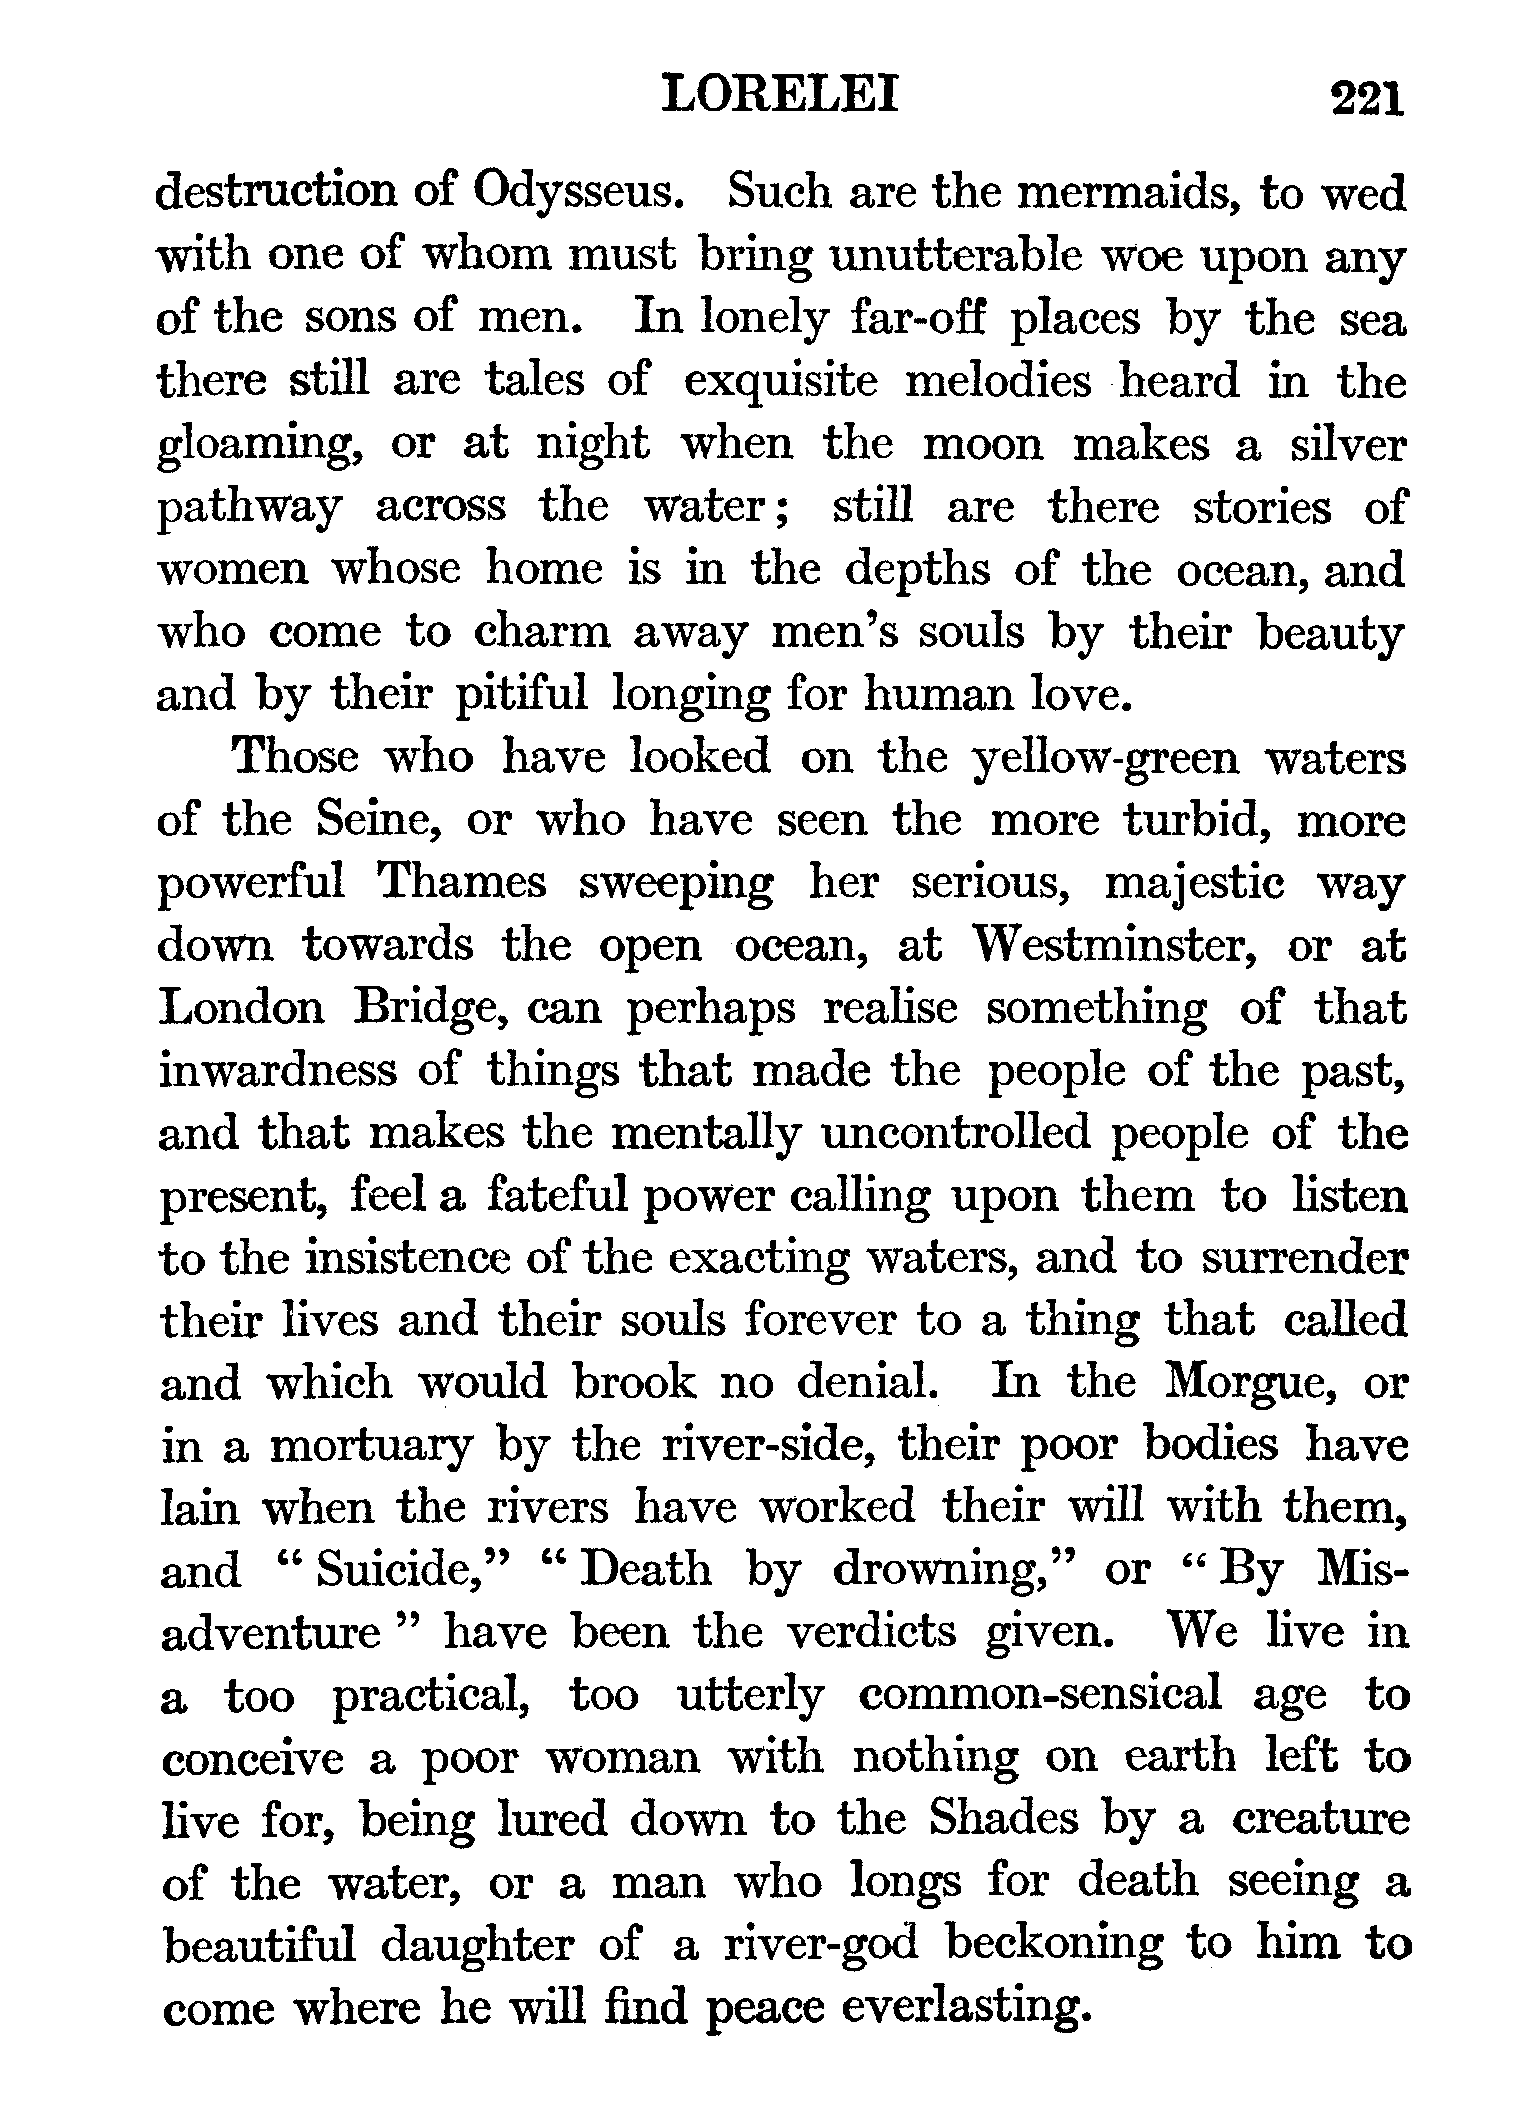 LORELEI 221
destruction of Odysseus. Such are the mermaids, to wed
with one of whom must bring unutterable woe upon any
of the sons of men. In lonely far-off places by the sea
there still are tales of exquisite melodies heard in the
gloaming, or at night when the moon makes a silver
pathway across the water; still are there stories of
women whose home is in the depths of the ocean, and
who come to charm away men's souls by their beauty
and by their pitiful longing for human love.
Those who have looked on the yellow-green waters
of the Seine, or who have seen the more turbid, more
powerful Thames sweeping her serious, majestic way
down towards the open ocean, at Westminster, or at
London Bridge, can perhaps realise something of that
inwardness of things that made the people of the past,
and that makes the mentally uncontrolled people of the
present, feel a fateful power calling upon them to listen
to the insistence of the exacting waters, and to surrender
their lives and their souls forever to a thing that called
and which would brook no denial. In the Morgue, or
in a mortuary by the river-side, their poor bodies have
lain when the rivers have worked their will with them,
and “ Suicide,” “ Death by drowning,” or “ By Mis-
adventure ” have been the verdicts given. We live in
a too practical, too utterly common-sensical age to
conceive a poor woman with nothing on earth left to
live for, being lured down to the Shades by a creature
of the water, or a man who longs for death seeing a
beautiful daughter of a river-god beckoning to him to
come where he will find peace everlasting.